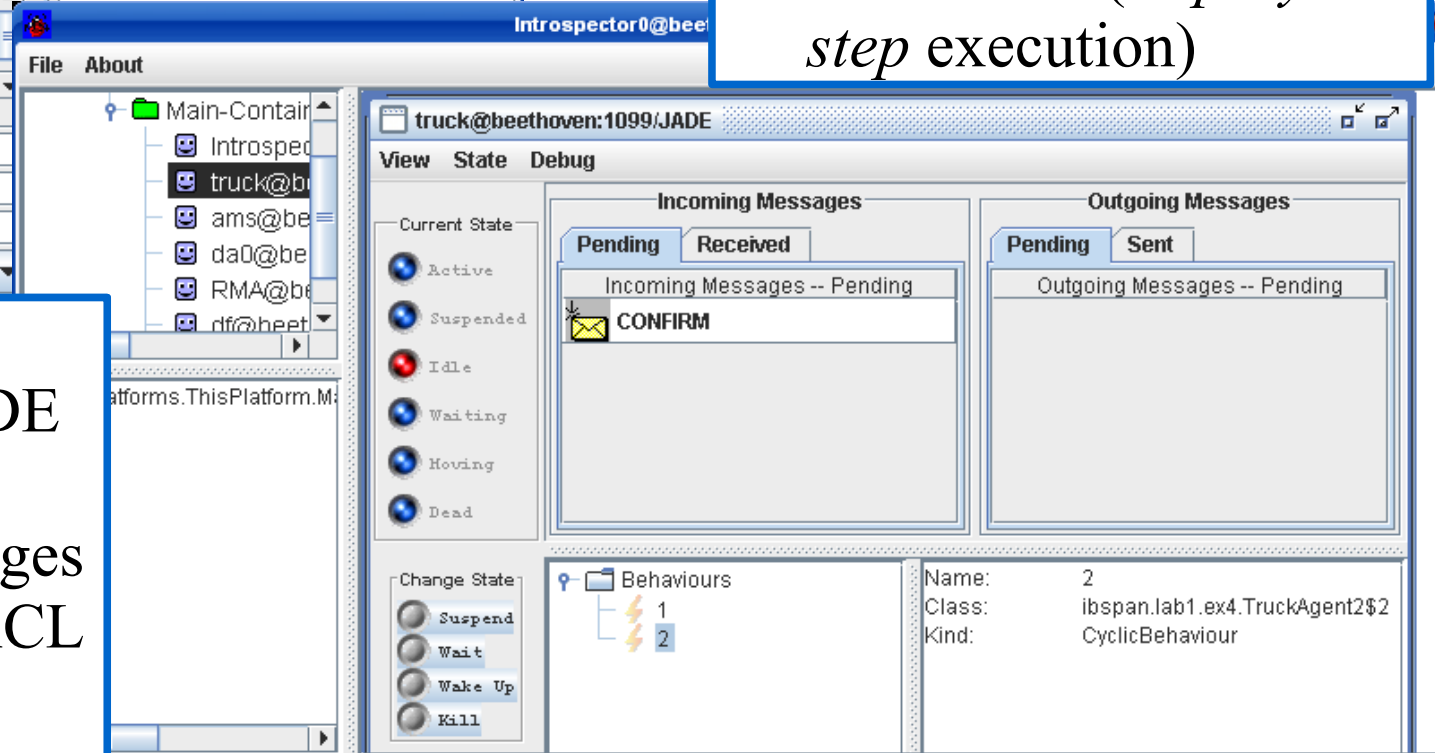 Introspector0@beet
step execution)
File About
Main-Contair
Introspec
truck@b
ams@be
da0@be
RMA@be
df@beet
atforms.ThisPlatform.Ma
DE
ges
CL
truck@beethoven:1099/JADE
View State Debug
Current State
Active
Suspended
Idle
Waiting
Moving
Dead
Change State
Suspend
Wait
Wake Up
Kill
Incoming Messages
Pending Received
Incoming Messages -- Pending
CONFIRM
Outgoing Messages
Pending Sent
Outgoing Messages -- Pending
Behaviours
1
2
Name: 2
Class: ibspan.lab1.ex4.TruckAgent2$2
Kind: CyclicBehaviour